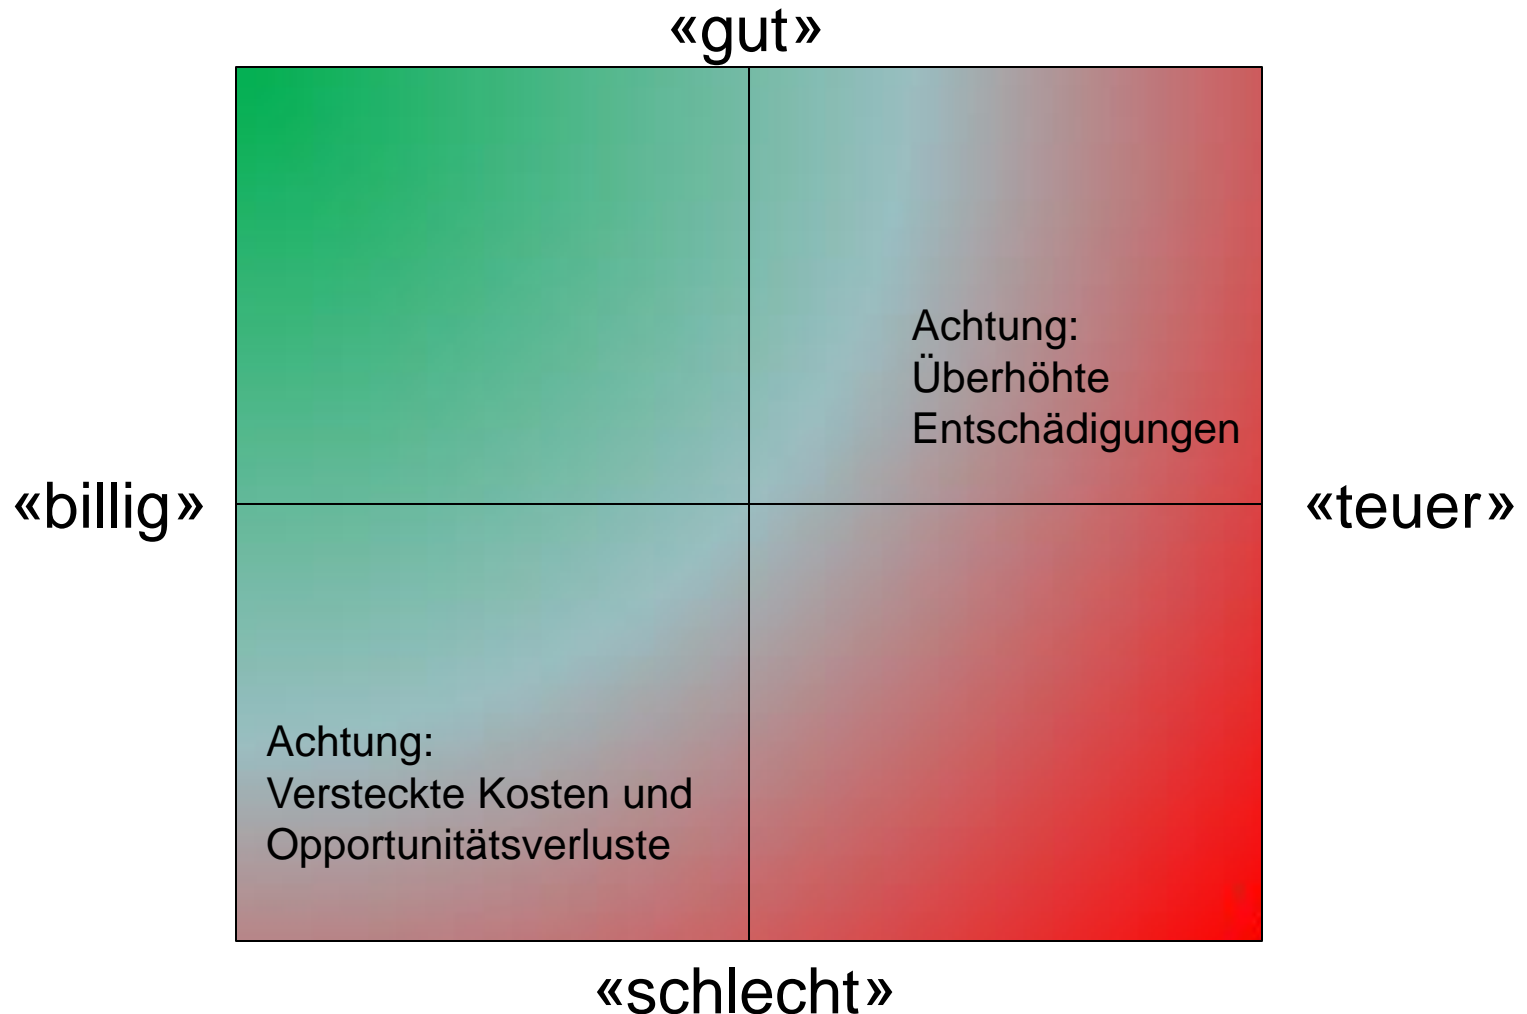 «gut»
Achtung:
Überhöhte
Entschädigungen
«billig»
«teuer»
Achtung:
Versteckte Kosten und
Opportunitätsverluste
«schlecht»